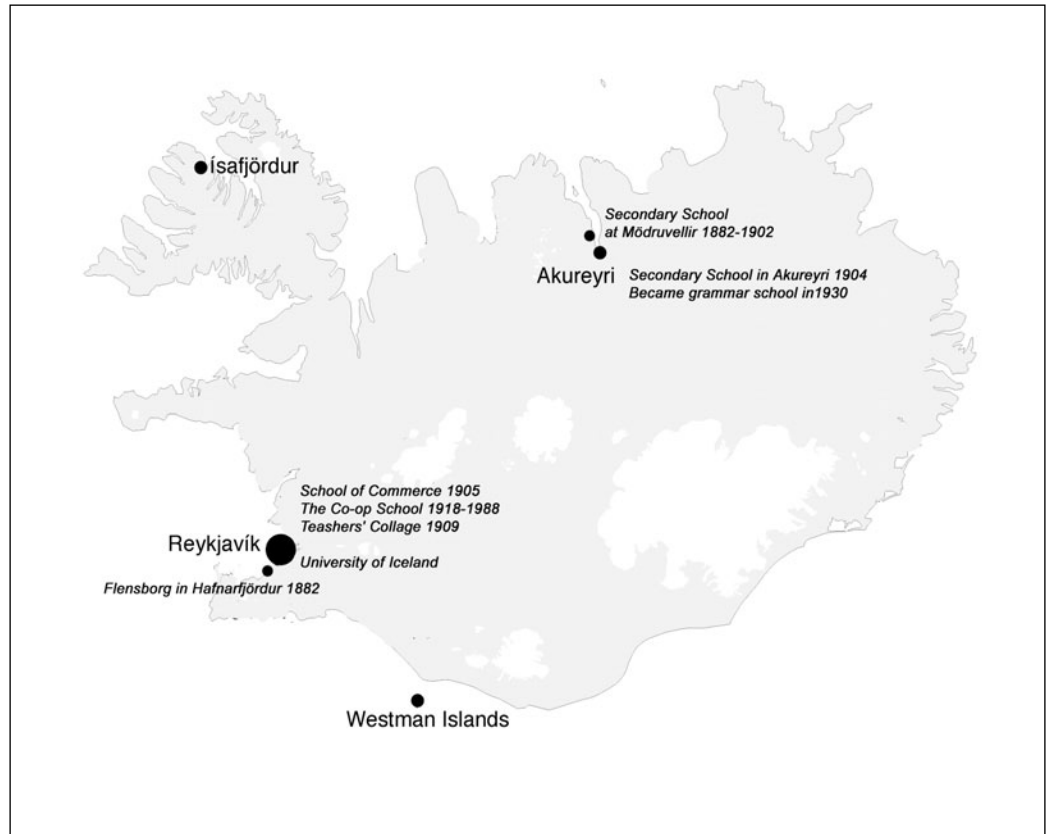 Ísafjördur
Secondary School
at Mödruvellir 1882-1902
Akureyri
Secondary School in Akureyri 1904
Became grammar school in1930
School of Commerce 1905
The Co-op School 1918-1988
Teashers' Collage 1909
Reykjavík
University of Iceland
Flensborg in Hafnarfjördur 1882
Westman Islands